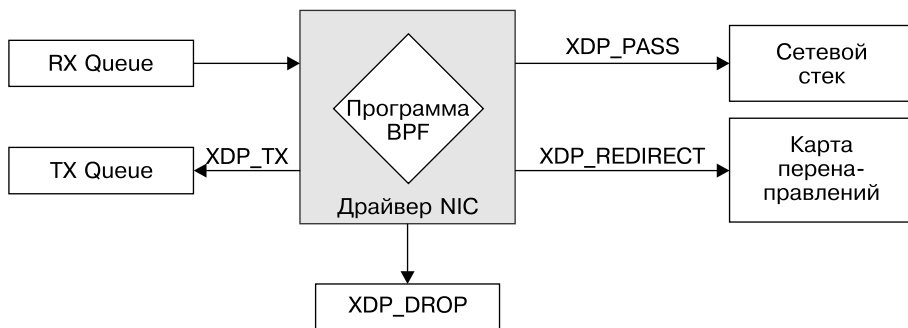 RX Queue
TX Queue
XDP_TX
Программа
BPF
Драйвер NIC
XDP_DROP
XDP_PASS
XDP_REDIRECT
Сетевой
стек
Карта
перена-
правлений